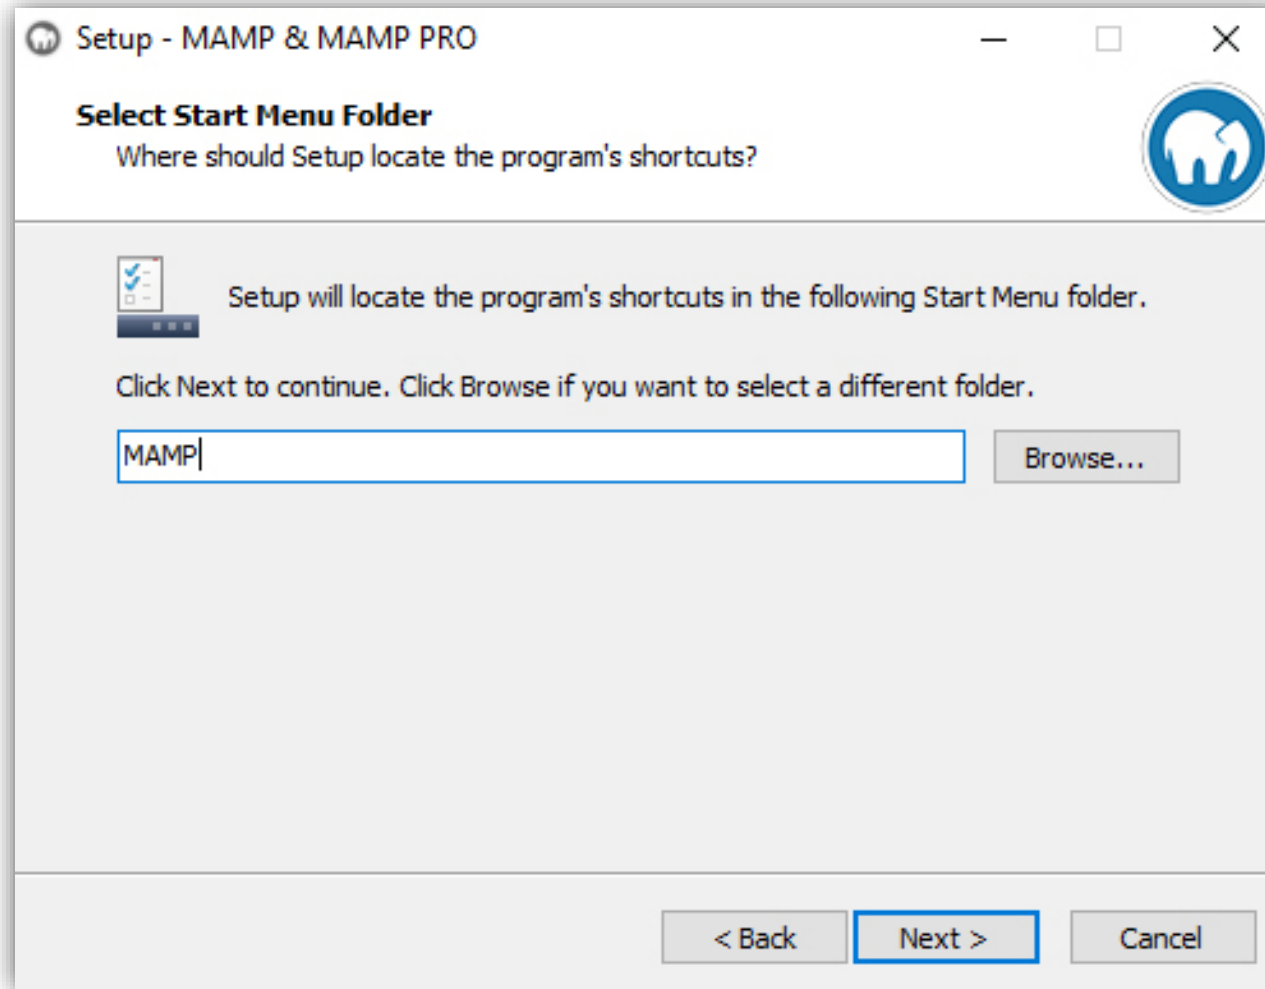 Setup - MAMP & MAMP PRO
Select Start Menu Folder
Where should Setup locate the program's shortcuts?
Setup will locate the program's shortcuts in the following Start Menu folder.
Click Next to continue. Click Browse if you want to select a different folder.
MAMP
Browse...
< Back
Next >
Cancel